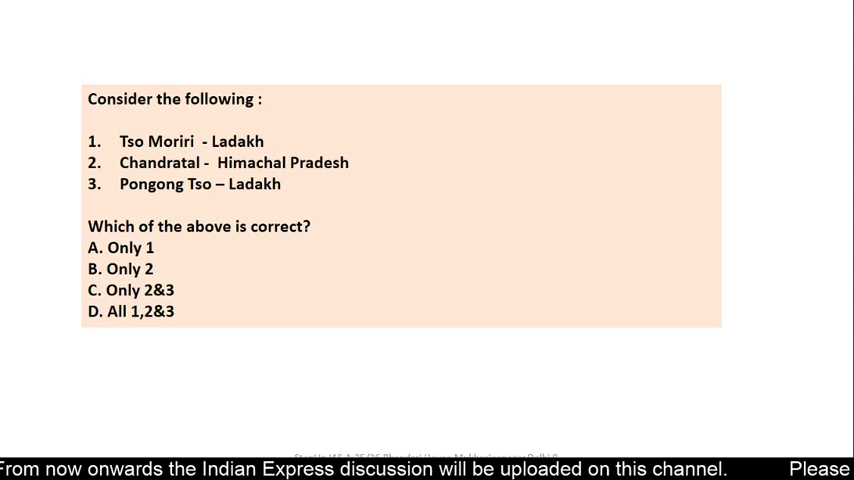 Consider the following :
1. Tso Moriri - Ladakh
2. Chandratal - Himachal Pradesh
3. Pongong Tso – Ladakh
Which of the above is correct?
A. Only 1
B. Only 2
C. Only 2&3
D. All 1,2&3
From now onwards the Indian Express discussion will be uploaded on this channel. Please